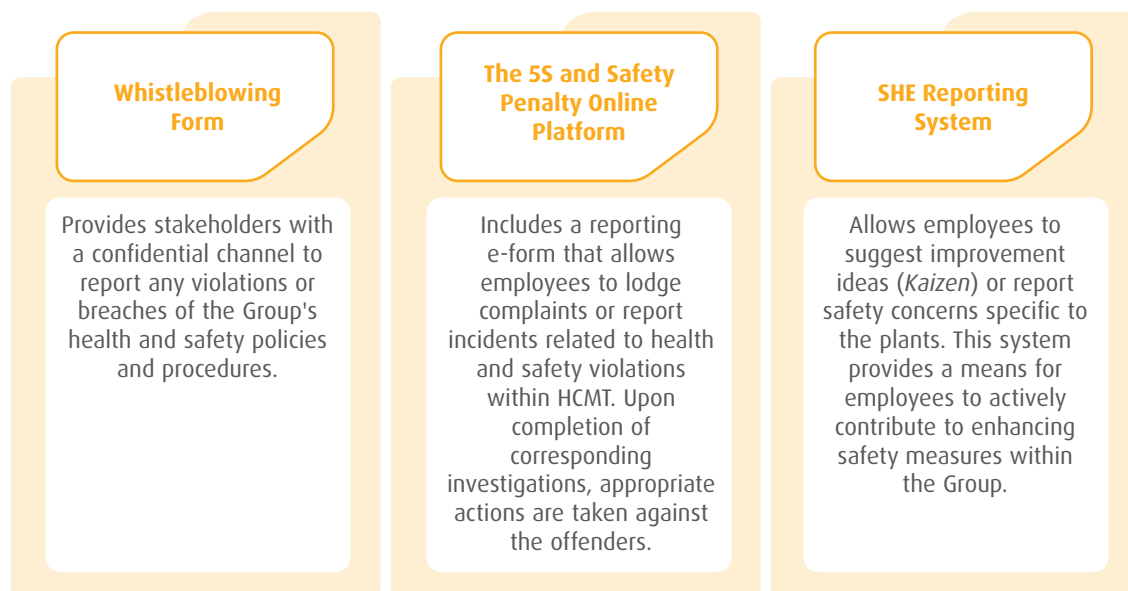 Whistleblowing
Form
Provides stakeholders with
a confidential channel to
report any violations or
breaches of the Group's
health and safety policies
and procedures.
The 5S and Safety
Penalty Online
Platform
Includes a reporting
e-form that allows
employees to lodge
complaints or report
incidents related to health
and safety violations
within HCMT. Upon
completion of
corresponding
investigations, appropriate
actions are taken against
the offenders.
SHE Reporting
System
Allows employees to
suggest improvement
ideas (Kaizen) or report
safety concerns specific to
the plants. This system
provides a means for
employees to actively
contribute to enhancing
safety measures within
the Group.